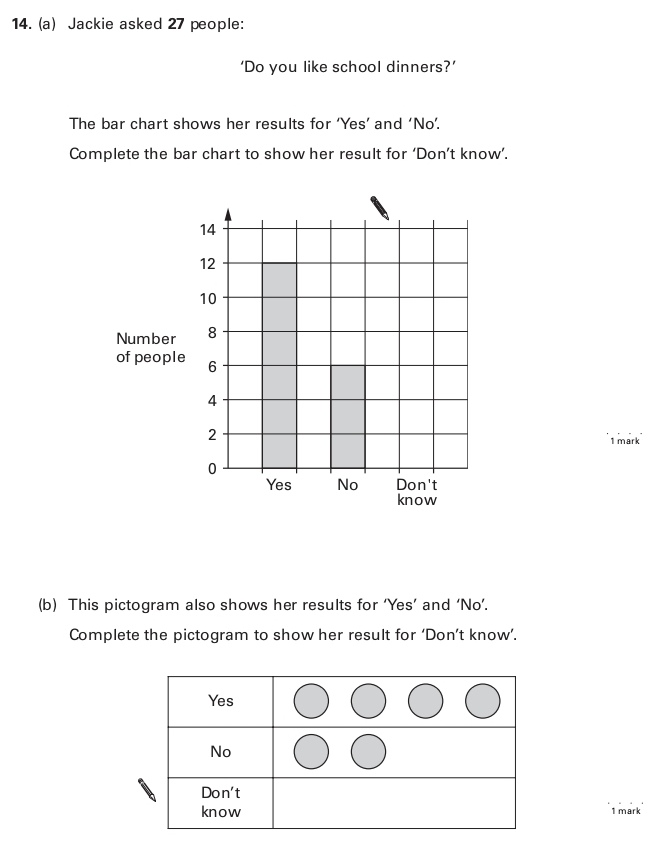 14. (a) Jackie asked 27 people:
‘Do you like school dinners?’
The bar chart shows her results for ‘Yes’ and ‘No’.
Complete the bar chart to show her result for ‘Don’t know’.
14
12
10
8
6
4
2
0
Number
of people
Yes No Don't
know
1 mark
(b) This pictogram also shows her results for ‘Yes’ and ‘No’.
Complete the pictogram to show her result for ‘Don’t know’.
Yes
No
Don’t
know
1 mark